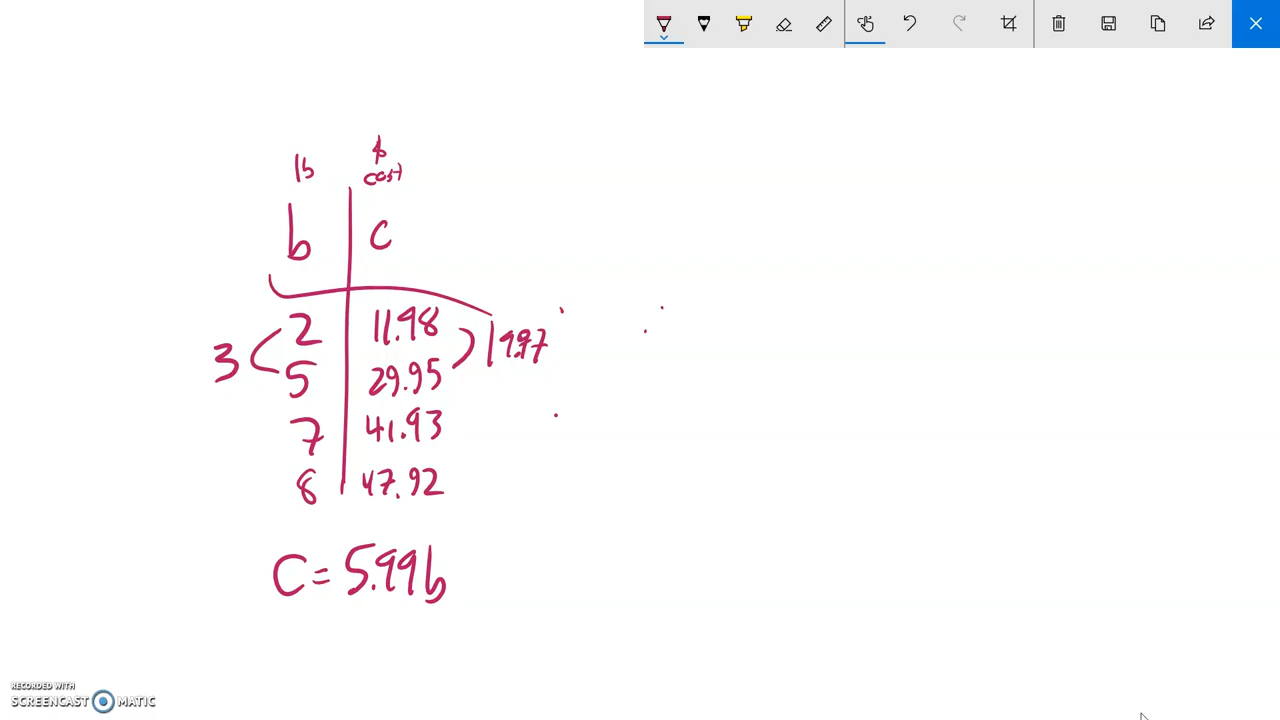 lb $
cost
b c
2 11.98
3 19.97
5 29.95
7 41.93
8 47.92
C = 5.99b
RECORDED WITH
SCREENCAST MATIC